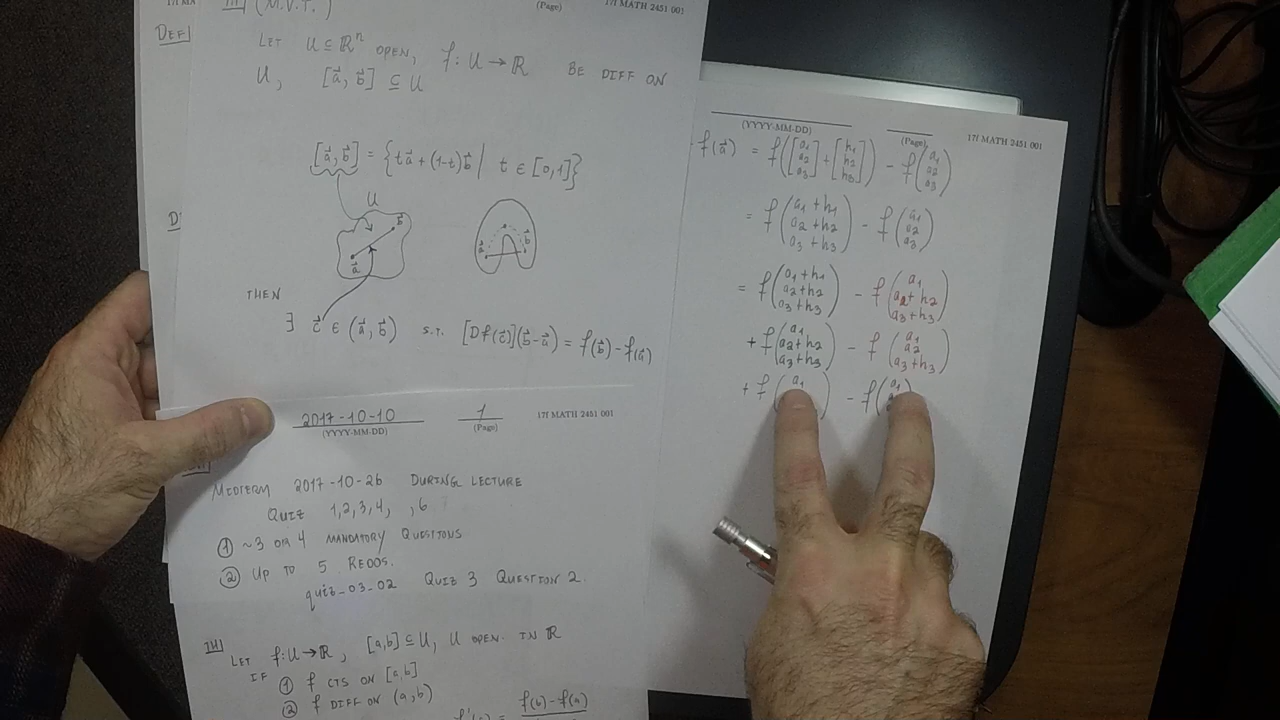 (M.V.T.)
(Page)
17f MATH 2451 001
DEF
LET U ⊆ ℝⁿ OPEN, f: U → ℝ BE DIFF ON
U, [a⃗, b⃗] ⊆ U
[a⃗, b⃗] = {ta⃗ + (1-t)b⃗ | t ∈ [0,1]}
U
b⃗
a⃗
a⃗ b⃗
THEN
∃ c⃗ ∈ (a⃗, b⃗) S.T. [Df(c⃗)](b⃗-a⃗) = f(b⃗) - f(a⃗)
2017-10-10
1
17f MATH 2451 001
(YYYY-MM-DD)
(Page)
MIDTERM 2017-10-26 DURING LECTURE
QUIZ 1,2,3,4, ,6
① ~3 OR 4 MANDATORY QUESTIONS
② UP TO 5 REDOS.
quiz_03_02 QUIZ 3 QUESTION 2.
LET f: U → ℝ, [a,b] ⊆ U, U OPEN IN ℝ
IF ① f CTS ON [a,b]
② f DIFF ON (a,b)
f(b) - f(a)
(YYYY-MM-DD)
(Page)
17f MATH 2451 001
f(a⃗) = f([a₁ a₂ a₃] + [h₁ h₂ h₃]) - f(a₁ a₂ a₃)
= f(a₁+h₁ a₂+h₂ a₃+h₃) - f(a₁ a₂ a₃)
= f(a₁+h₁ a₂+h₂ a₃+h₃) - f(a₁ a₂+h₂ a₃+h₃)
+ f(a₁ a₂+h₂ a₃+h₃) - f(a₁ a₂ a₃+h₃)
+ f(a₁ ) - f(a₁ )